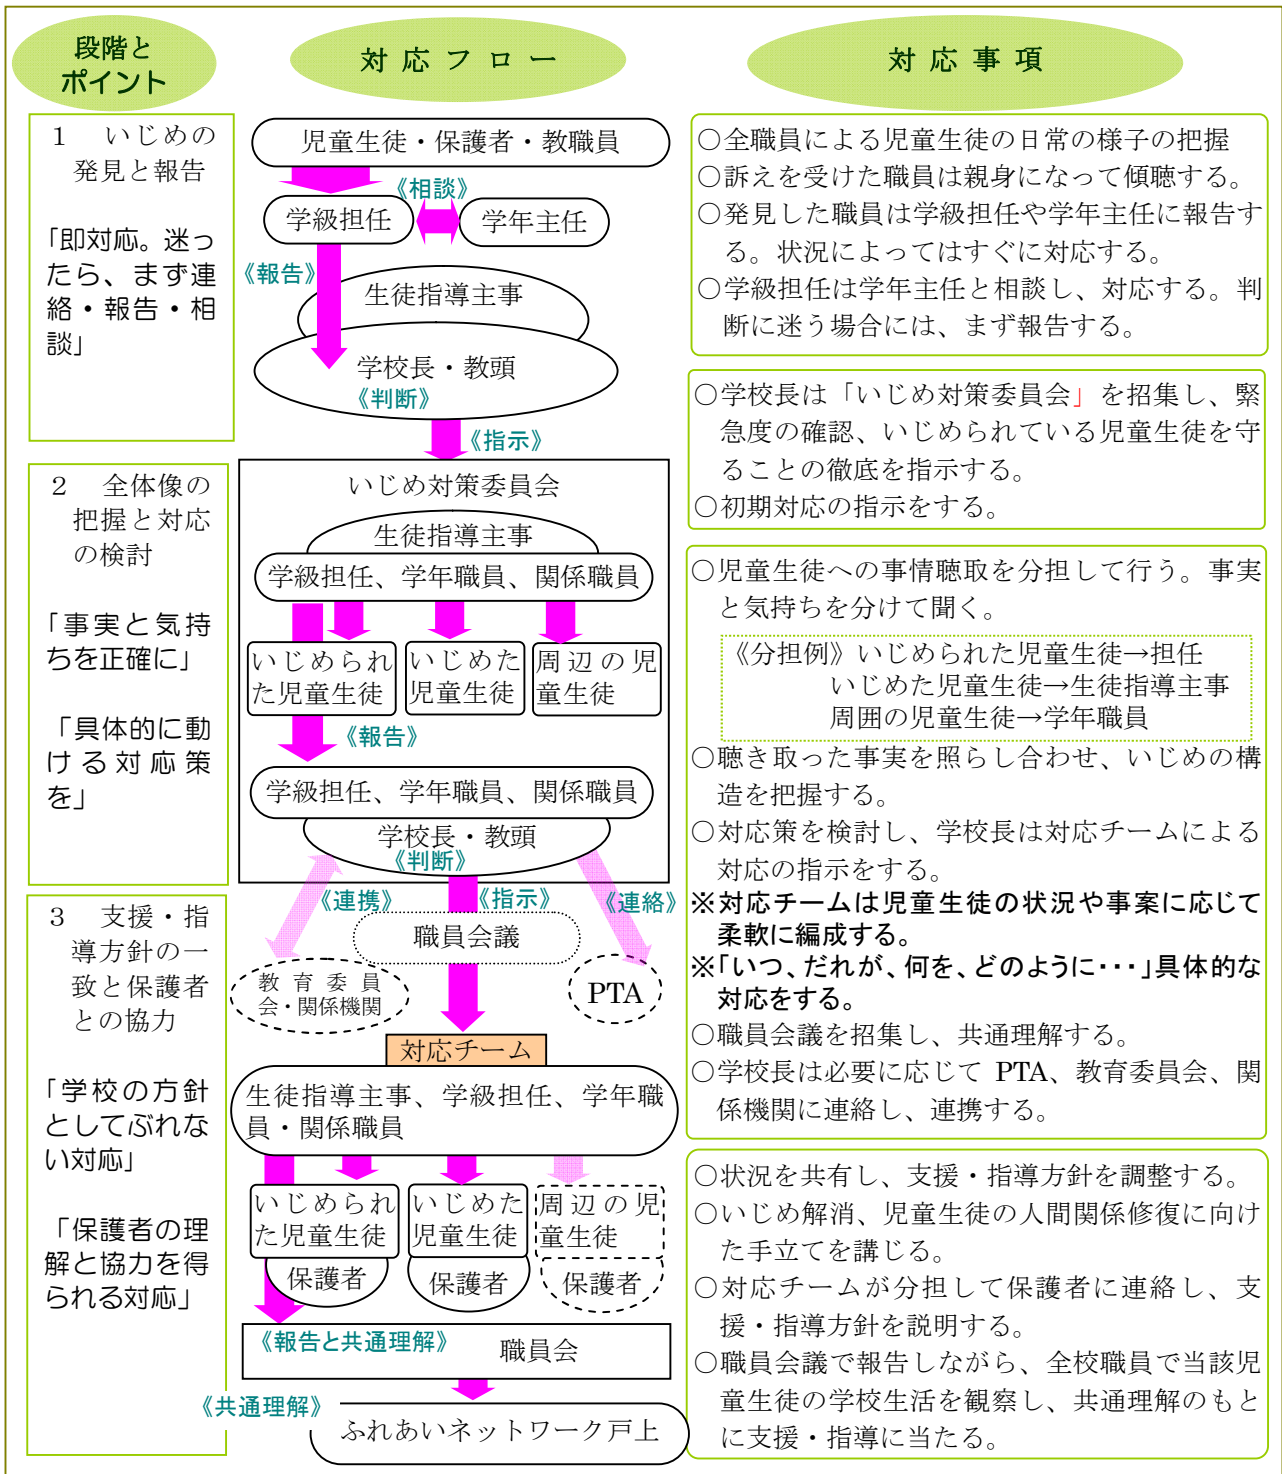 段階と
ポイント
対応フロー
対応事項
1　いじめの
発見と報告
「即対応。迷っ
たら、まず連
絡・報告・相
談」
児童生徒・保護者・教職員
《相談》
学級担任
学年主任
《報告》
生徒指導主事
学校長・教頭
《判断》
《指示》
○全職員による児童生徒の日常の様子の把握
○訴えを受けた職員は親身になって傾聴する。
○発見した職員は学級担任や学年主任に報告す
る。状況によってはすぐに対応する。
○学級担任は学年主任と相談し、対応する。判
断に迷う場合には、まず報告する。
○学校長は「いじめ対策委員会」を招集し、緊
急度の確認、いじめられている児童生徒を守
ることの徹底を指示する。
○初期対応の指示をする。
2　全体像の
把握と対応
の検討
「事実と気持
ちを正確に」
「具体的に動
ける対応策
を」
いじめ対策委員会
生徒指導主事
学級担任、学年職員、関係職員
いじめられ
た児童生徒
いじめた
児童生徒
周辺の児
童生徒
《報告》
学級担任、学年職員、関係職員
学校長・教頭
《判断》
○児童生徒への事情聴取を分担して行う。事実
と気持ちを分けて聞く。
《分担例》いじめられた児童生徒→担任
いじめた児童生徒→生徒指導主事
周囲の児童生徒→学年職員
○聴き取った事実を照らし合わせ、いじめの構
造を把握する。
○対応策を検討し、学校長は対応チームによる
対応の指示をする。
※対応チームは児童生徒の状況や事案に応じて
柔軟に編成する。
※「いつ、だれが、何を、どのように・・・」具体的な
対応をする。
○職員会議を招集し、共通理解する。
○学校長は必要に応じて PTA、教育委員会、関
係機関に連絡し、連携する。
3　支援・指
導方針の一
致と保護者
との協力
「学校の方針
としてぶれな
い対応」
「保護者の理
解と協力を得
られる対応」
《連携》
《指示》
《連絡》
職員会議
教育委員
会・関係機関
PTA
対応チーム
生徒指導主事、学級担任、学年職
員・関係職員
いじめられ
た児童生徒
いじめた
児童生徒
周辺の児
童生徒
保護者
保護者
保護者
《報告と共通理解》
職員会
《共通理解》
ふれあいネットワーク戸上
○状況を共有し、支援・指導方針を調整する。
○いじめ解消、児童生徒の人間関係修復に向け
た手立てを講じる。
○対応チームが分担して保護者に連絡し、支
援・指導方針を説明する。
○職員会議で報告しながら、全校職員で当該児
童生徒の学校生活を観察し、共通理解のもと
に支援・指導に当たる。